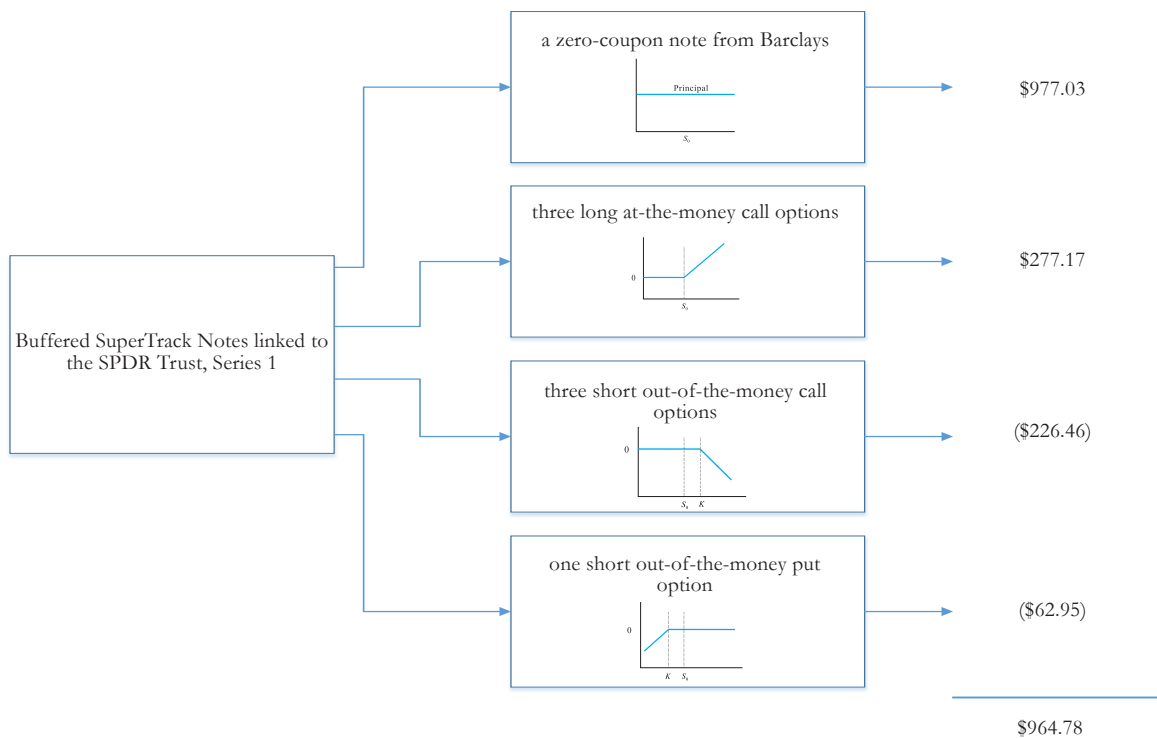 a zero-coupon note from Barclays
Principal
S₀
$977.03
three long at-the-money call options
0
S₀
$277.17
Buffered SuperTrack Notes linked to
the SPDR Trust, Series 1
three short out-of-the-money call
options
0
S₀ K
($226.46)
one short out-of-the-money put
option
0
K S₀
($62.95)
$964.78